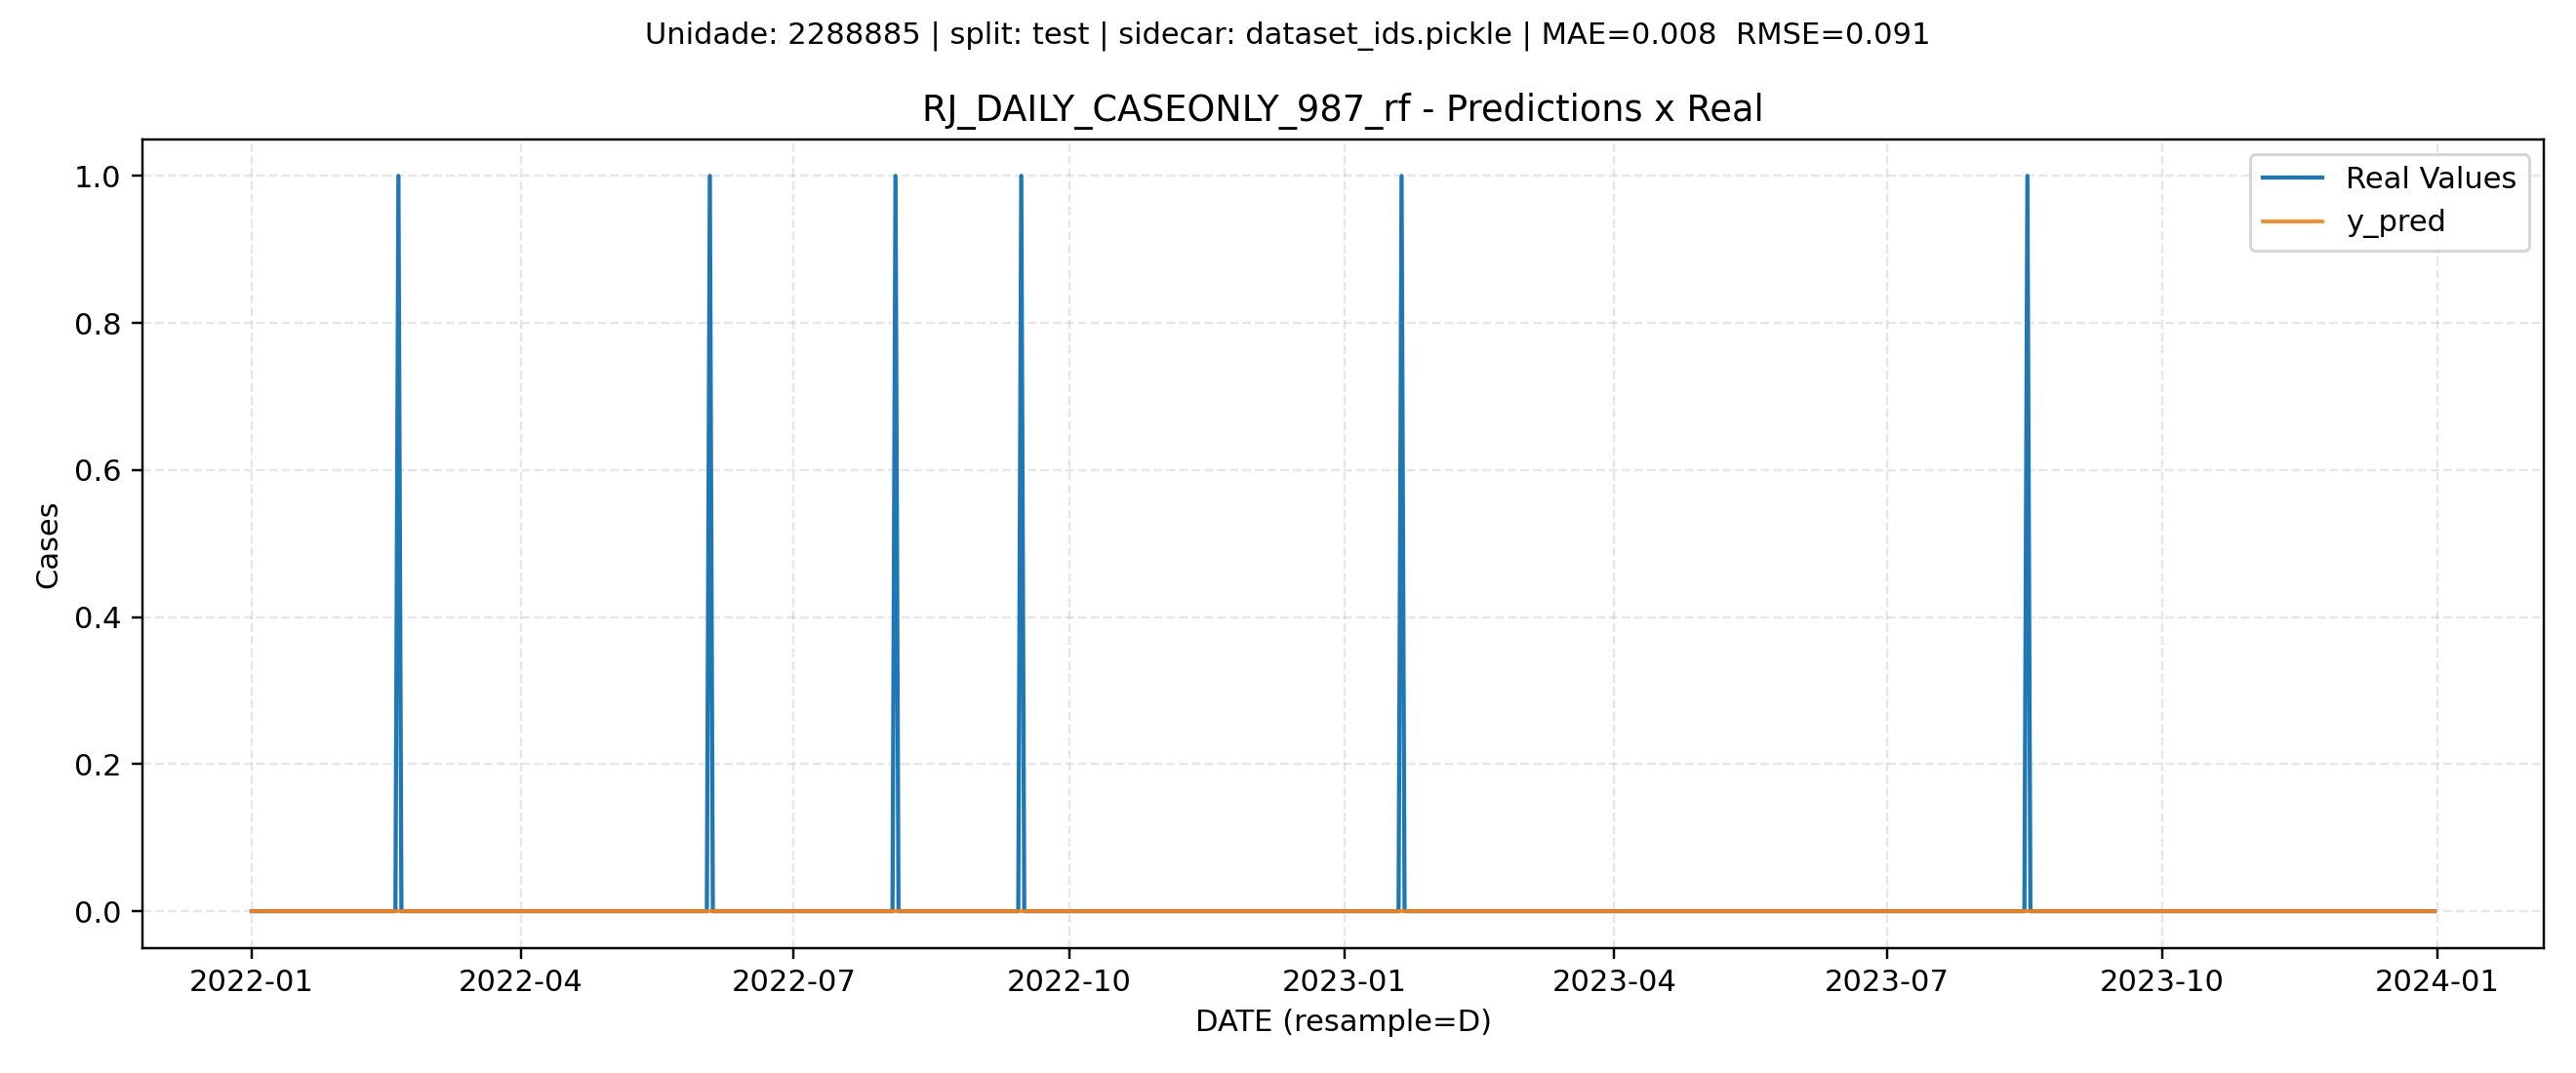 Unidade: 2288885 | split: test | sidecar: dataset_ids.pickle | MAE=0.008  RMSE=0.091
RJ_DAILY_CASEONLY_987_rf - Predictions x Real
Real Values
y_pred
Cases
1.0
0.8
0.6
0.4
0.2
0.0
2022-01
2022-04
2022-07
2022-10
2023-01
2023-04
2023-07
2023-10
2024-01
DATE (resample=D)